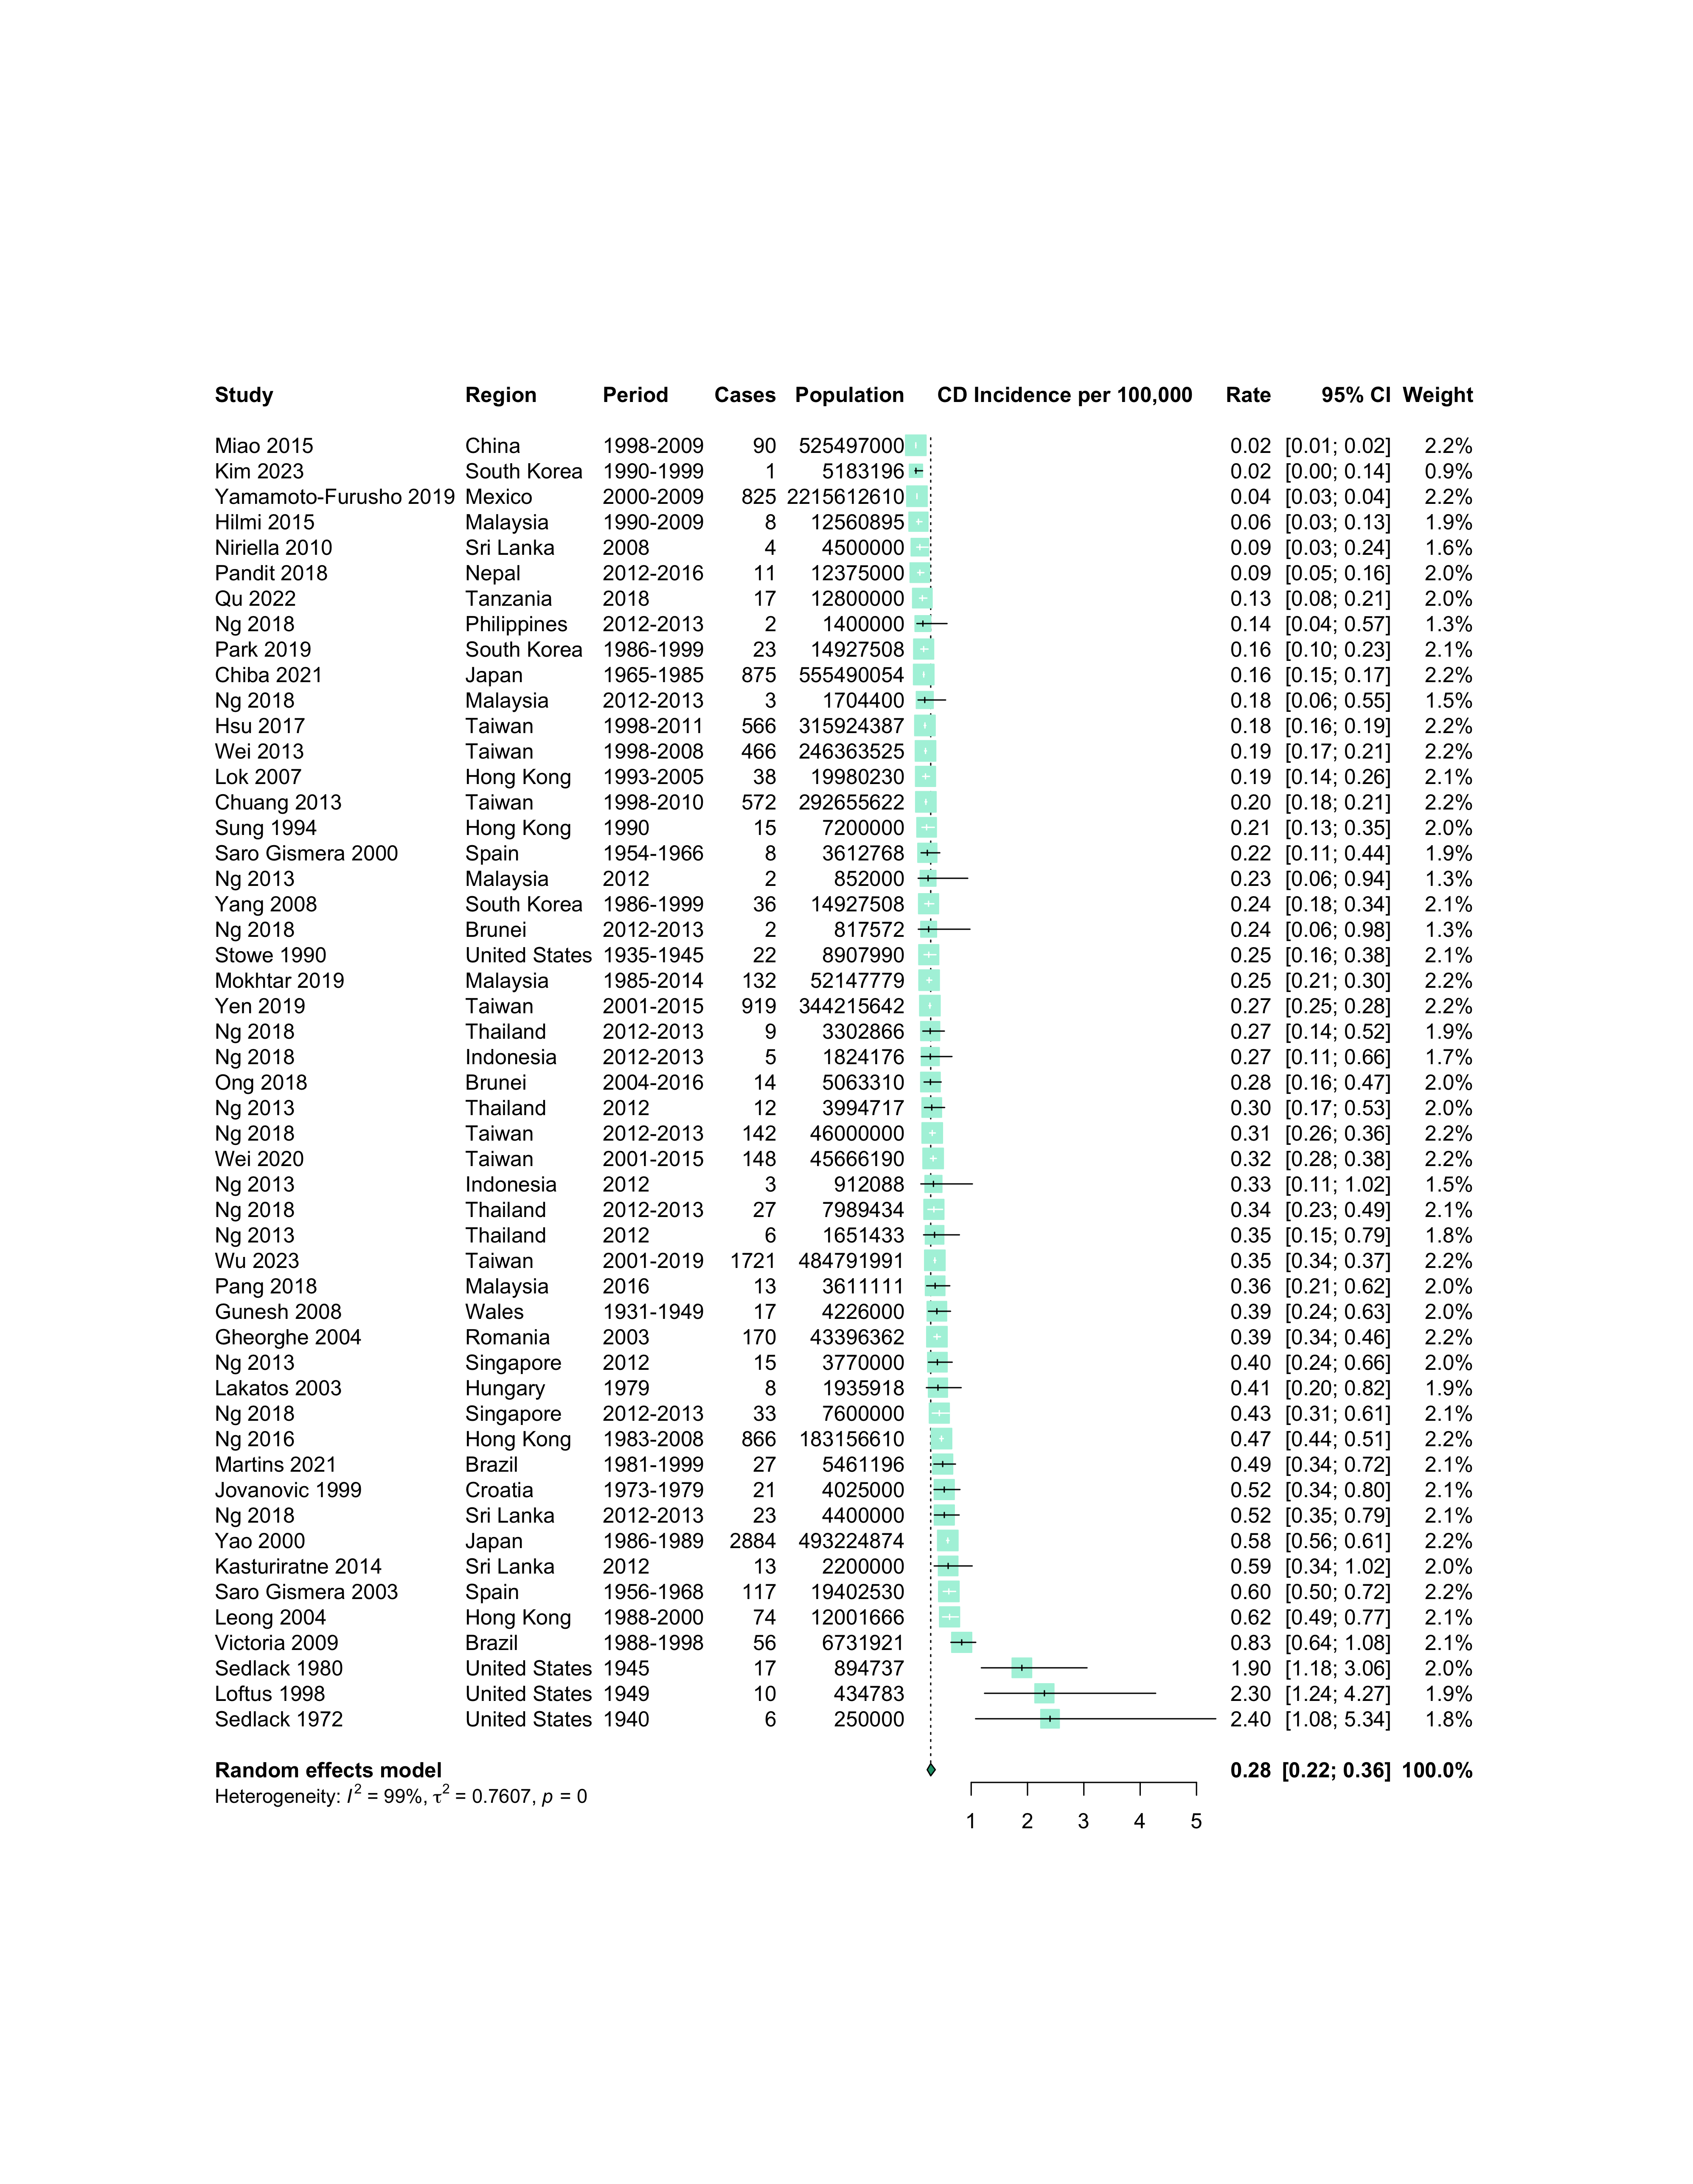 Study Region Period Cases Population CD Incidence per 100,000 Rate 95% CI Weight
Miao 2015 China 1998-2009 90 525497000 0.02 [0.01; 0.02] 2.2%
Kim 2023 South Korea 1990-1999 1 5183196 0.02 [0.00; 0.14] 0.9%
Yamamoto-Furusho 2019 Mexico 2000-2009 825 2215612610 0.04 [0.03; 0.04] 2.2%
Hilmi 2015 Malaysia 1990-2009 8 12560895 0.06 [0.03; 0.13] 1.9%
Niriella 2010 Sri Lanka 2008 4 4500000 0.09 [0.03; 0.24] 1.6%
Pandit 2018 Nepal 2012-2016 11 12375000 0.09 [0.05; 0.16] 2.0%
Qu 2022 Tanzania 2018 17 12800000 0.13 [0.08; 0.21] 2.0%
Ng 2018 Philippines 2012-2013 2 1400000 0.14 [0.04; 0.57] 1.3%
Park 2019 South Korea 1986-1999 23 14927508 0.16 [0.10; 0.23] 2.1%
Chiba 2021 Japan 1965-1985 875 555490054 0.16 [0.15; 0.17] 2.2%
Ng 2018 Malaysia 2012-2013 3 1704400 0.18 [0.06; 0.55] 1.5%
Hsu 2017 Taiwan 1998-2011 566 315924387 0.18 [0.16; 0.19] 2.2%
Wei 2013 Taiwan 1998-2008 466 246363525 0.19 [0.17; 0.21] 2.2%
Lok 2007 Hong Kong 1993-2005 38 19980230 0.19 [0.14; 0.26] 2.1%
Chuang 2013 Taiwan 1998-2010 572 292655622 0.20 [0.18; 0.21] 2.2%
Sung 1994 Hong Kong 1990 15 7200000 0.21 [0.13; 0.35] 2.0%
Saro Gismera 2000 Spain 1954-1966 8 3612768 0.22 [0.11; 0.44] 1.9%
Ng 2013 Malaysia 2012 2 852000 0.23 [0.06; 0.94] 1.3%
Yang 2008 South Korea 1986-1999 36 14927508 0.24 [0.18; 0.34] 2.1%
Ng 2018 Brunei 2012-2013 2 817572 0.24 [0.06; 0.98] 1.3%
Stowe 1990 United States 1935-1945 22 8907990 0.25 [0.16; 0.38] 2.1%
Mokhtar 2019 Malaysia 1985-2014 132 52147779 0.25 [0.21; 0.30] 2.2%
Yen 2019 Taiwan 2001-2015 919 344215642 0.27 [0.25; 0.28] 2.2%
Ng 2018 Thailand 2012-2013 9 3302866 0.27 [0.14; 0.52] 1.9%
Ng 2018 Indonesia 2012-2013 5 1824176 0.27 [0.11; 0.66] 1.7%
Ong 2018 Brunei 2004-2016 14 5063310 0.28 [0.16; 0.47] 2.0%
Ng 2013 Thailand 2012 12 3994717 0.30 [0.17; 0.53] 2.0%
Ng 2018 Taiwan 2012-2013 142 46000000 0.31 [0.26; 0.36] 2.2%
Wei 2020 Taiwan 2001-2015 148 45666190 0.32 [0.28; 0.38] 2.2%
Ng 2013 Indonesia 2012 3 912088 0.33 [0.11; 1.02] 1.5%
Ng 2018 Thailand 2012-2013 27 7989434 0.34 [0.23; 0.49] 2.1%
Ng 2013 Thailand 2012 6 1651433 0.35 [0.15; 0.79] 1.8%
Wu 2023 Taiwan 2001-2019 1721 484791991 0.35 [0.34; 0.37] 2.2%
Pang 2018 Malaysia 2016 13 3611111 0.36 [0.21; 0.62] 2.0%
Gunesh 2008 Wales 1931-1949 17 4226000 0.39 [0.24; 0.63] 2.0%
Gheorghe 2004 Romania 2003 170 43396362 0.39 [0.34; 0.46] 2.2%
Ng 2013 Singapore 2012 15 3770000 0.40 [0.24; 0.66] 2.0%
Lakatos 2003 Hungary 1979 8 1935918 0.41 [0.20; 0.82] 1.9%
Ng 2018 Singapore 2012-2013 33 7600000 0.43 [0.31; 0.61] 2.1%
Ng 2016 Hong Kong 1983-2008 866 183156610 0.47 [0.44; 0.51] 2.2%
Martins 2021 Brazil 1981-1999 27 5461196 0.49 [0.34; 0.72] 2.1%
Jovanovic 1999 Croatia 1973-1979 21 4025000 0.52 [0.34; 0.80] 2.1%
Ng 2018 Sri Lanka 2012-2013 23 4400000 0.52 [0.35; 0.79] 2.1%
Yao 2000 Japan 1986-1989 2884 493224874 0.58 [0.56; 0.61] 2.2%
Kasturiratne 2014 Sri Lanka 2012 13 2200000 0.59 [0.34; 1.02] 2.0%
Saro Gismera 2003 Spain 1956-1968 117 19402530 0.60 [0.50; 0.72] 2.2%
Leong 2004 Hong Kong 1988-2000 74 12001666 0.62 [0.49; 0.77] 2.1%
Victoria 2009 Brazil 1988-1998 56 6731921 0.83 [0.64; 1.08] 2.1%
Sedlack 1980 United States 1945 17 894737 1.90 [1.18; 3.06] 2.0%
Loftus 1998 United States 1949 10 434783 2.30 [1.24; 4.27] 1.9%
Sedlack 1972 United States 1940 6 250000 2.40 [1.08; 5.34] 1.8%
Random effects model 0.28 [0.22; 0.36] 100.0%
Heterogeneity: I² = 99%, τ² = 0.7607, p = 0
1 2 3 4 5